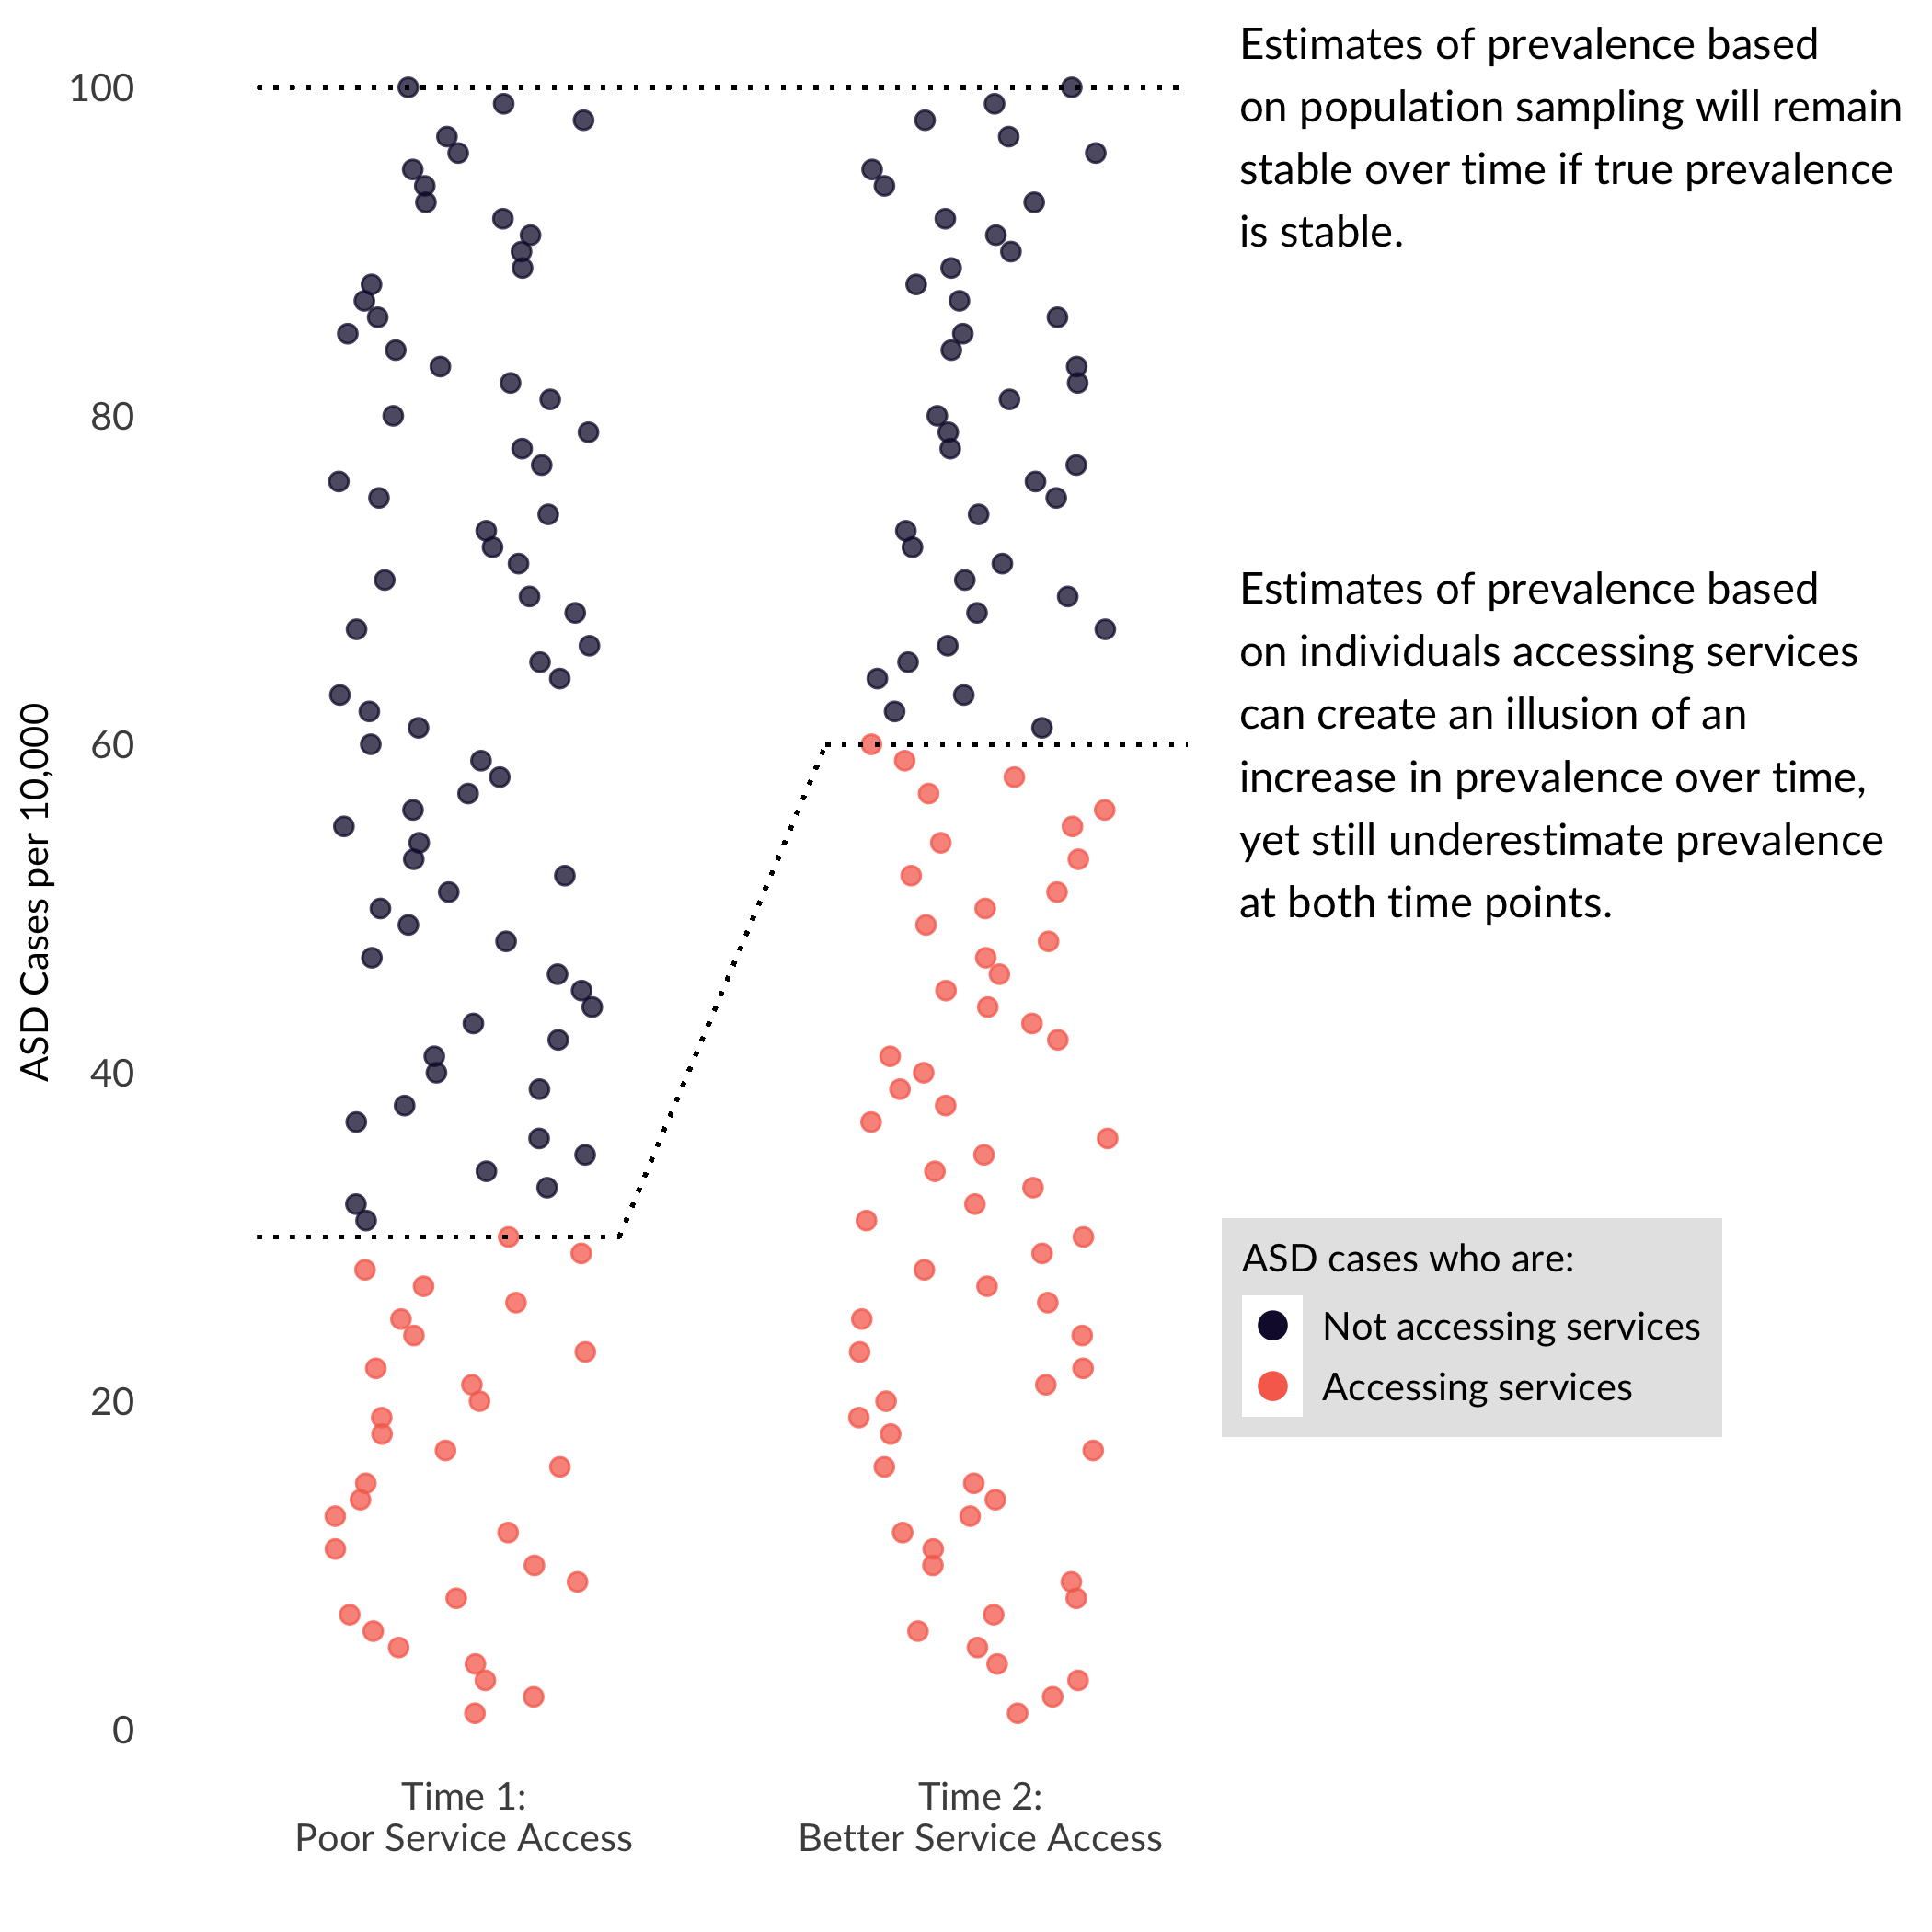 Estimates of prevalence based
on population sampling will remain
stable over time if true prevalence
is stable.
Estimates of prevalence based
on individuals accessing services
can create an illusion of an
increase in prevalence over time,
yet still underestimate prevalence
at both time points.
ASD Cases per 10,000
100
80
60
40
20
0
ASD cases who are:
Not accessing services
Accessing services
Time 1:
Poor Service Access
Time 2:
Better Service Access